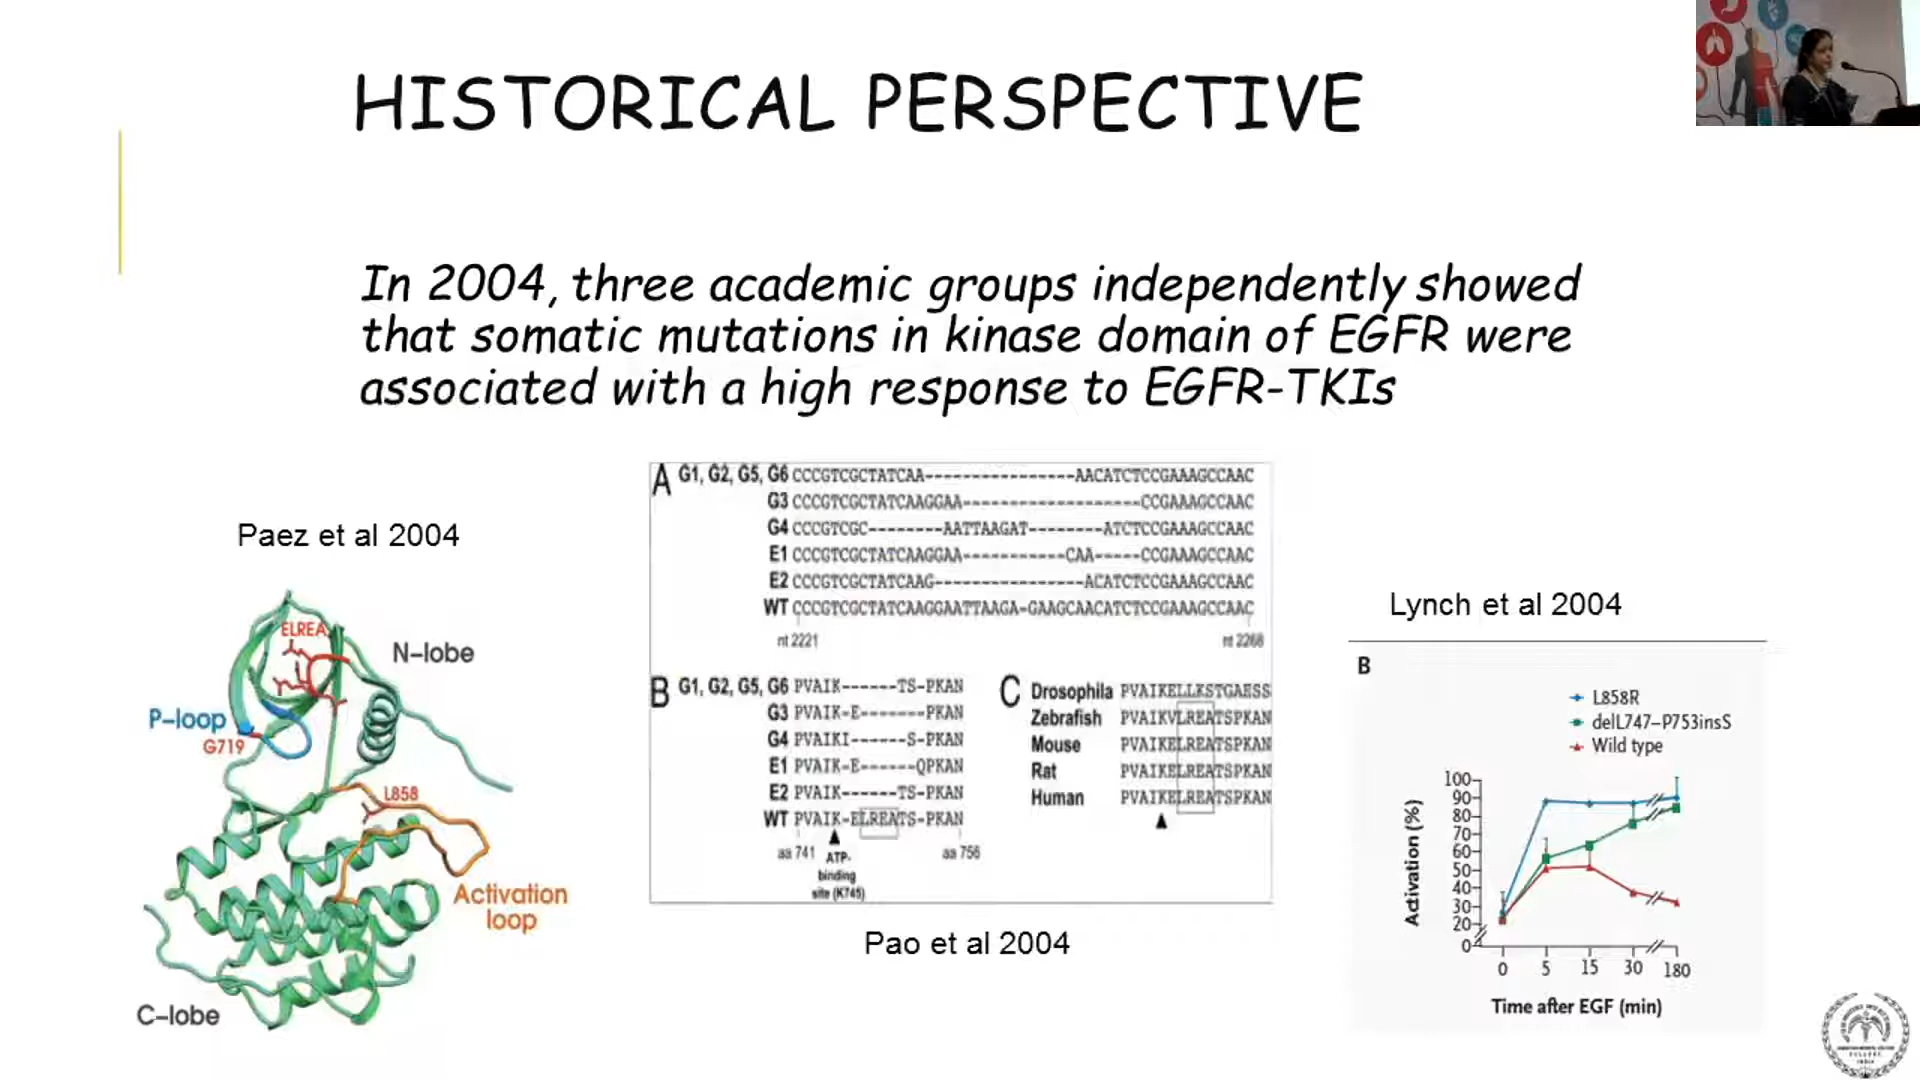 HISTORICAL PERSPECTIVE
In 2004, three academic groups independently showed
that somatic mutations in kinase domain of EGFR were
associated with a high response to EGFR-TKIs
Paez et al 2004
ELREA
N-lobe
P-loop
G719
L858
Activation
loop
C-lobe
A
G1, G2, G5, G6 CCCGTCGCTATCAA----------------AACATCTCCGAAAGCCAAC
G3 CCCGTCGCTATCAAGGAA-------------------CCGAAAGCCAAC
G4 CCCGTCGC--------AATTAAGAT--------ATCTCCGAAAGCCAAC
E1 CCCGTCGCTATCAAGGAA-----------CAA-----CCGAAAGCCAAC
E2 CCCGTCGCTATCAAG----------------ACATCTCCGAAAGCCAAC
WT CCCGTCGCTATCAAGGAATTAAGA-GAAGCAACATCTCCGAAAGCCAAC
nt 2221 nt 2268
B
G1, G2, G5, G6 PVAIK------TS-PKAN
G3 PVAIK-E-------PKAN
G4 PVAIKI------S-PKAN
E1 PVAIK-E------QPKAN
E2 PVAIK------TS-PKAN
WT PVAIK-ELREATS-PKAN
aa 741 aa 756
ATP-
binding
site (K745)
C
Drosophila PVAIKELLKSTGAESS
Zebrafish PVAIKVLREATSPKAN
Mouse PVAIKELREATSPKAN
Rat PVAIKELREATSPKAN
Human PVAIKELREATSPKAN
Pao et al 2004
Lynch et al 2004
B
L858R
delL747–P753insS
Wild type
Activation (%)
100
90
80
70
60
50
40
30
20
0
0 5 15 30 180
Time after EGF (min)